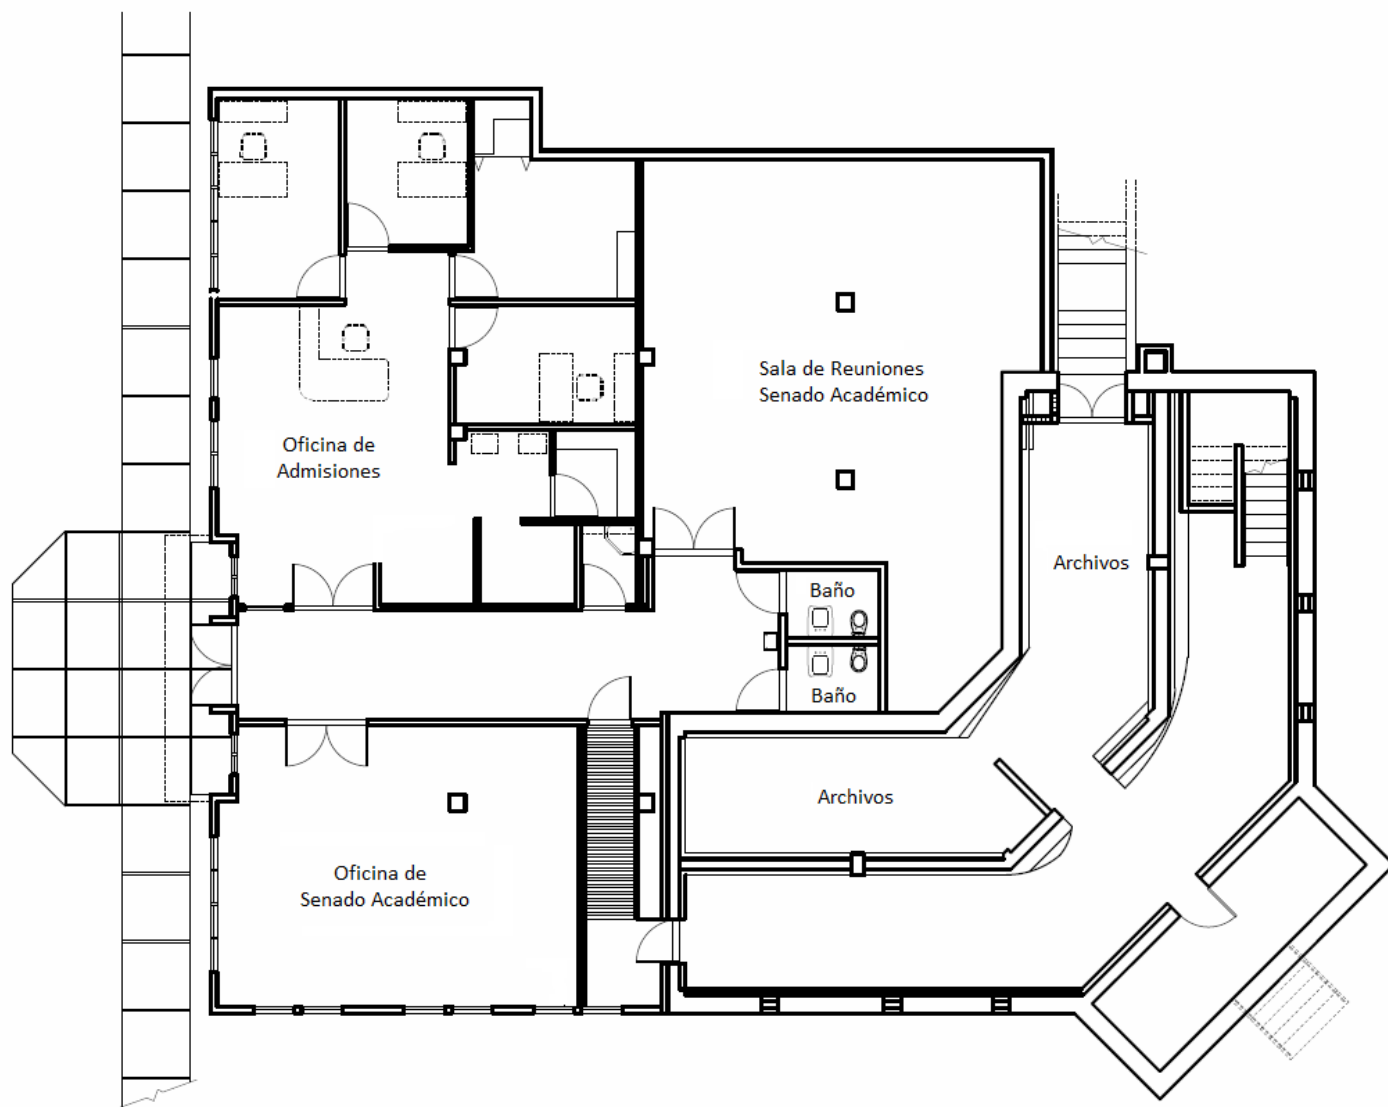 Sala de Reuniones
Senado Académico
Oficina de
Admisiones
Archivos
Baño
Baño
Archivos
Oficina de
Senado Académico